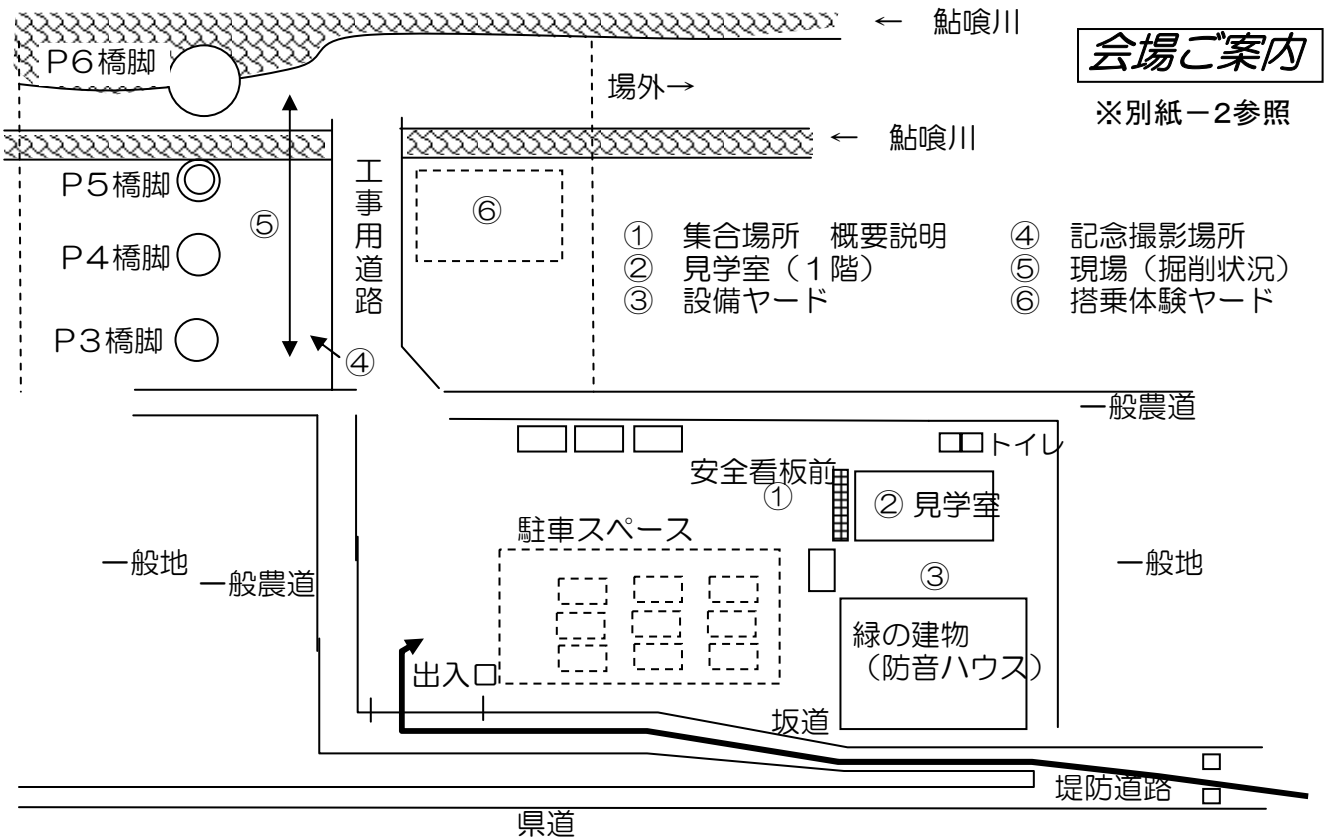 ← 鮎喰川
会場ご案内
P6橋脚
場外→
※別紙－2参照
← 鮎喰川
P5橋脚
工事用道路
⑥
⑤
① 集合場所 概要説明
④ 記念撮影場所
P4橋脚
② 見学室（1階）
⑤ 現場（掘削状況）
③ 設備ヤード
⑥ 搭乗体験ヤード
P3橋脚
④
一般農道
トイレ
安全看板前
①
② 見学室
駐車スペース
一般地
一般農道
③
一般地
緑の建物
（防音ハウス）
出入口
坂道
堤防道路
県道